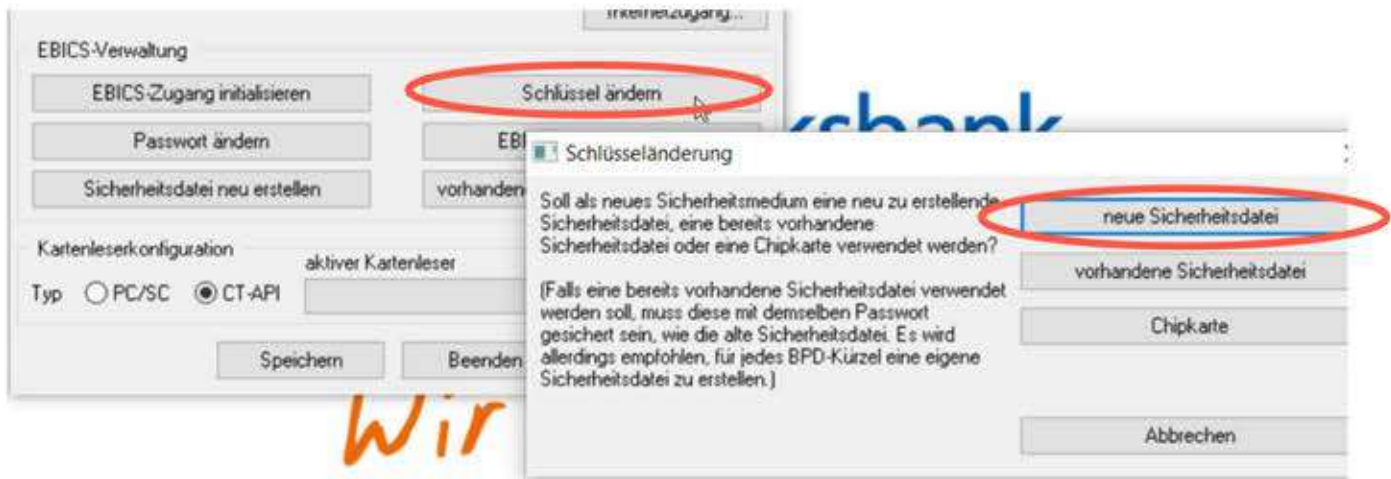 Internetzugang...
EBICS-Verwaltung
EBICS-Zugang initialisieren
Schlüssel ändern
Passwort ändern
EBI
Sicherheitsdatei neu erstellen
vorhanden
Kartenleserkonfiguration
aktiver Kartenleser
Typ PC/SC CT-API
Speichern
Beenden
ksbank
Wir
Schlüsseländerung
Soll als neues Sicherheitsmedium eine neu zu erstellende
Sicherheitsdatei, eine bereits vorhandene
Sicherheitsdatei oder eine Chipkarte verwendet werden?
(Falls eine bereits vorhandene Sicherheitsdatei verwendet
werden soll, muss diese mit demselben Passwort
gesichert sein, wie die alte Sicherheitsdatei. Es wird
allerdings empfohlen, für jedes BPD-Kürzel eine eigene
Sicherheitsdatei zu erstellen.)
neue Sicherheitsdatei
vorhandene Sicherheitsdatei
Chipkarte
Abbrechen